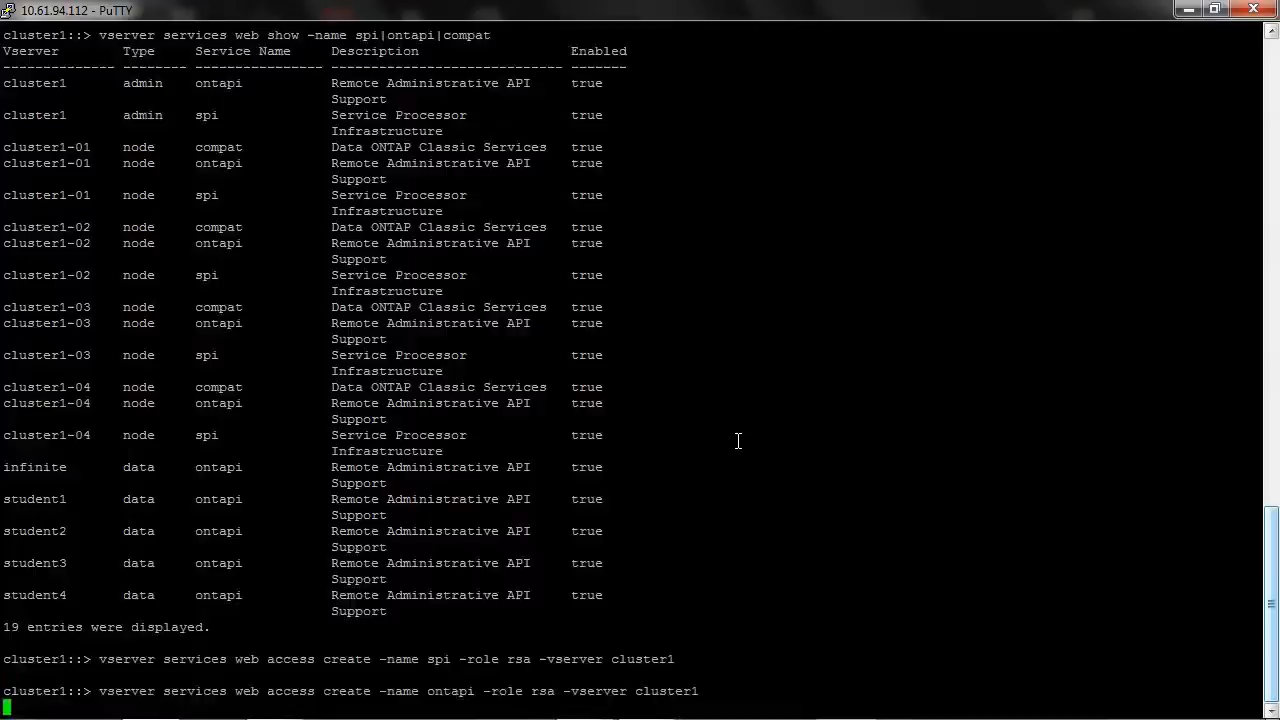 10.61.94.112 - PuTTY
cluster1::> vserver services web show -name spi|ontapi|compat
Vserver        Type     Service Name     Description                   Enabled
-------------- -------- ---------------- ----------------------------- -------
cluster1       admin    ontapi           Remote Administrative API     true
                                         Support
cluster1       admin    spi              Service Processor             true
                                         Infrastructure
cluster1-01    node     compat           Data ONTAP Classic Services   true
cluster1-01    node     ontapi           Remote Administrative API     true
                                         Support
cluster1-01    node     spi              Service Processor             true
                                         Infrastructure
cluster1-02    node     compat           Data ONTAP Classic Services   true
cluster1-02    node     ontapi           Remote Administrative API     true
                                         Support
cluster1-02    node     spi              Service Processor             true
                                         Infrastructure
cluster1-03    node     compat           Data ONTAP Classic Services   true
cluster1-03    node     ontapi           Remote Administrative API     true
                                         Support
cluster1-03    node     spi              Service Processor             true
                                         Infrastructure
cluster1-04    node     compat           Data ONTAP Classic Services   true
cluster1-04    node     ontapi           Remote Administrative API     true
                                         Support
cluster1-04    node     spi              Service Processor             true
                                         Infrastructure
infinite       data     ontapi           Remote Administrative API     true
                                         Support
student1       data     ontapi           Remote Administrative API     true
                                         Support
student2       data     ontapi           Remote Administrative API     true
                                         Support
student3       data     ontapi           Remote Administrative API     true
                                         Support
student4       data     ontapi           Remote Administrative API     true
                                         Support
19 entries were displayed.
cluster1::> vserver services web access create -name spi -role rsa -vserver cluster1
cluster1::> vserver services web access create -name ontapi -role rsa -vserver cluster1